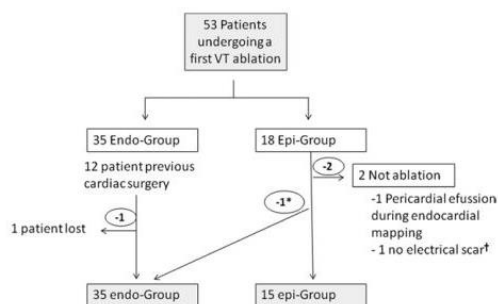 53 Patients
undergoing a
first VT ablation
35 Endo-Group
18 Epi-Group
12 patient previous
cardiac surgery
-2
2 Not ablation
-1 Pericardial efussion
during endocardial
mapping
- 1 no electrical scar†
-1
-1*
1 patient lost
35 endo-Group
15 epi-Group